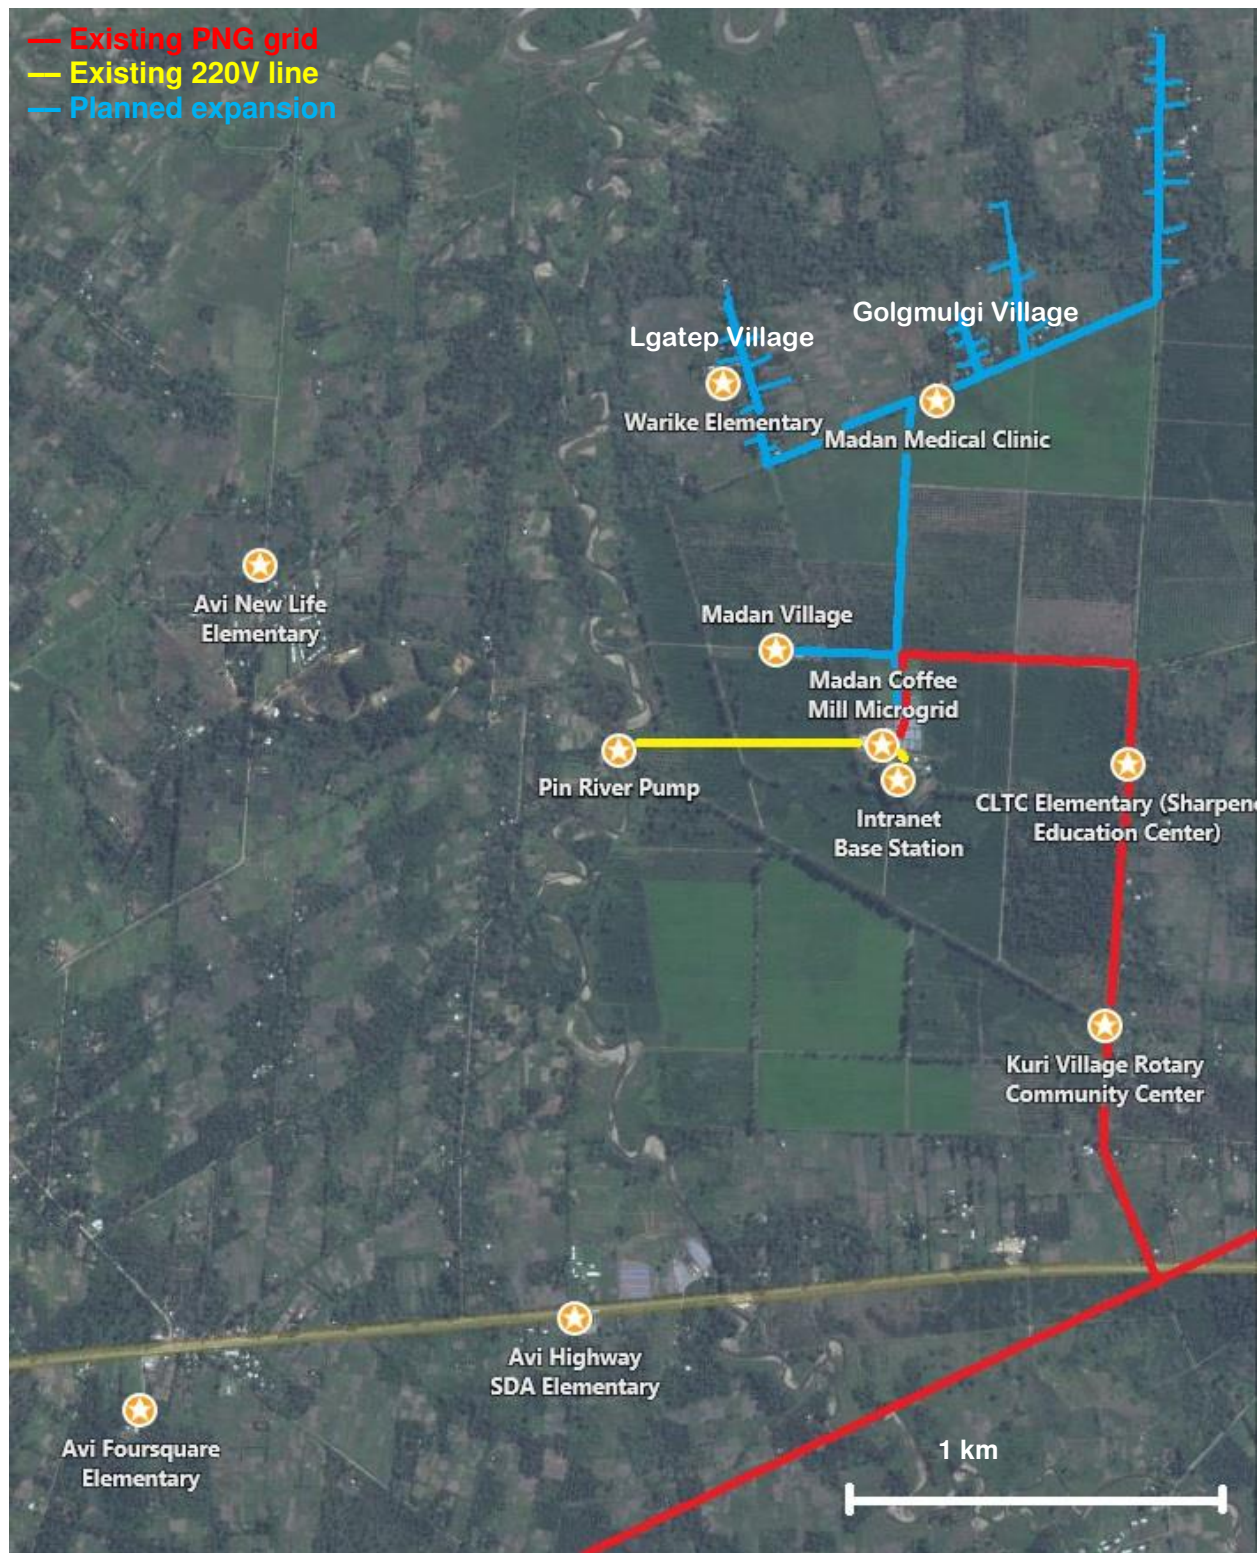 — Existing PNG grid
— Existing 220V line
— Planned expansion
Golgmulgi Village
Lgatep Village
Warike Elementary
Madan Medical Clinic
Avi New Life
Elementary
Madan Village
Madan Coffee
Mill Microgrid
Pin River Pump
CLTC Elementary (Sharpene
Education Center)
Intranet
Base Station
Kuri Village Rotary
Community Center
Avi Highway
SDA Elementary
Avi Foursquare
Elementary
1 km